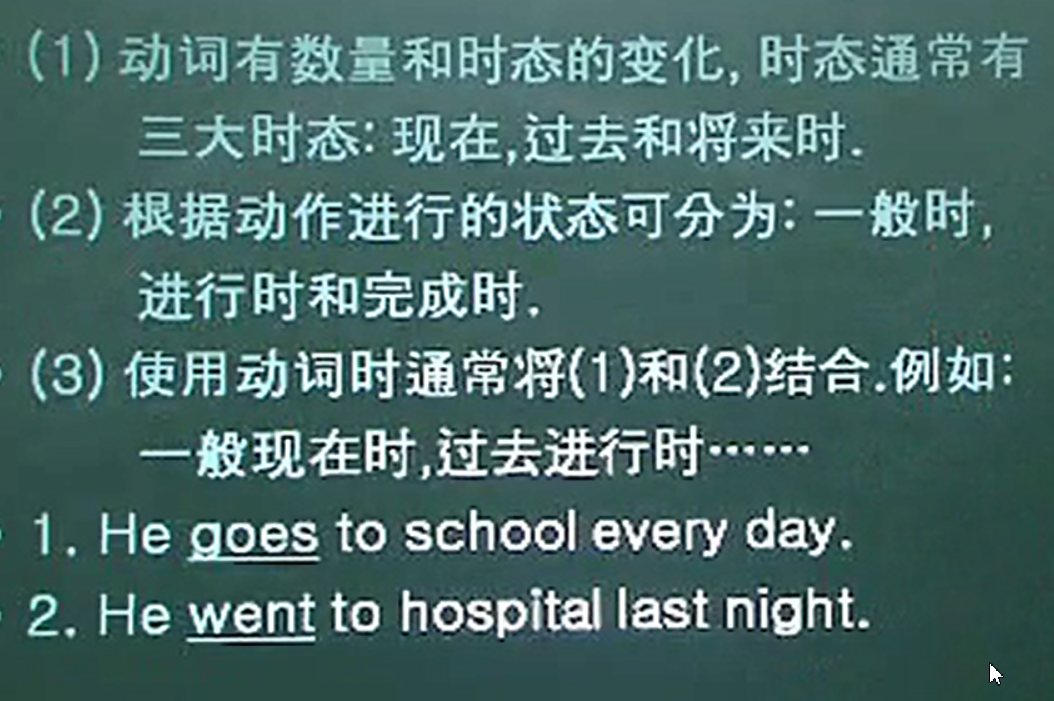 (1) 动词有数量和时态的变化, 时态通常有
三大时态: 现在,过去和将来时.
(2) 根据动作进行的状态可分为: 一般时,
进行时和完成时.
(3) 使用动词时通常将(1)和(2)结合.例如:
一般现在时,过去进行时……
1. He goes to school every day.
2. He went to hospital last night.